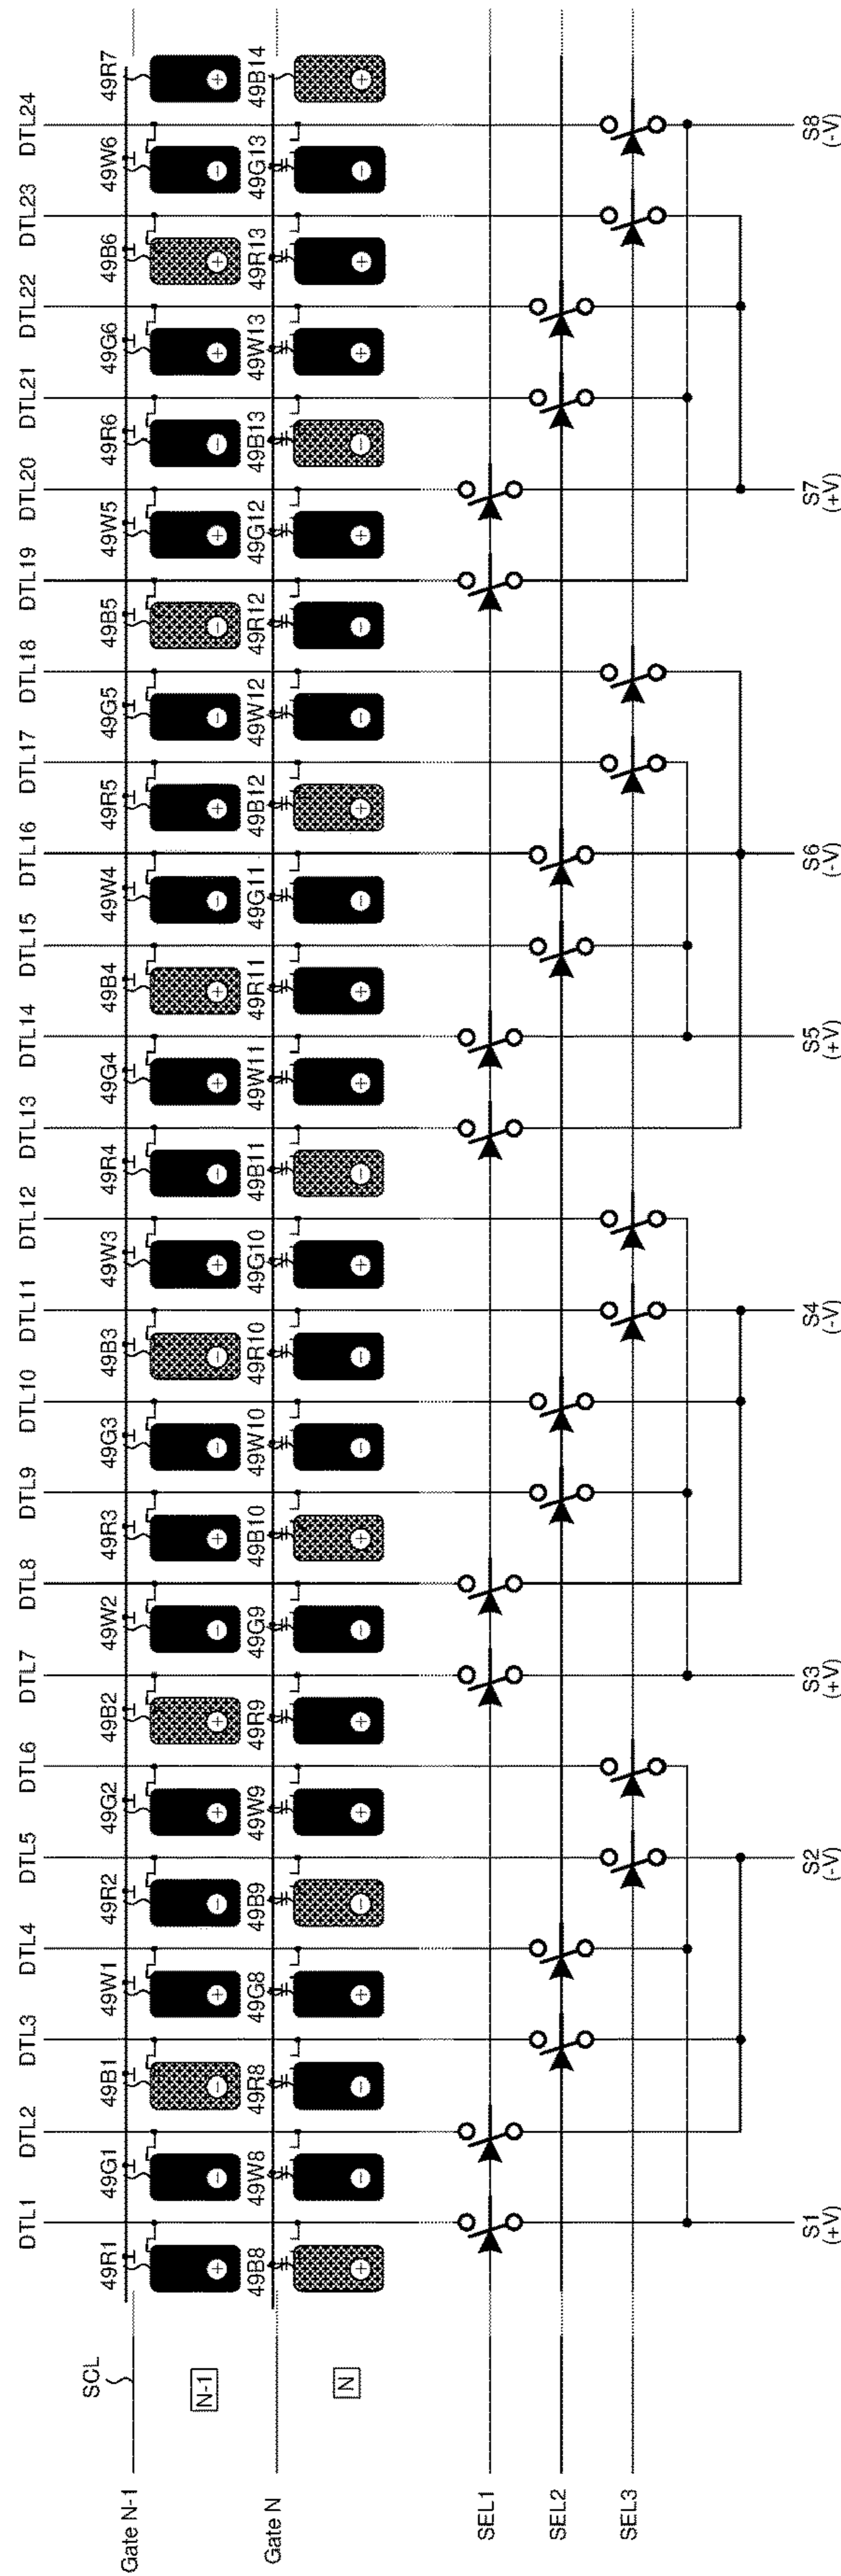 DTL1 DTL2 DTL3 DTL4 DTL5 DTL6 DTL7 DTL8 DTL9 DTL10 DTL11 DTL12 DTL13 DTL14 DTL15 DTL16 DTL17 DTL18 DTL19 DTL20 DTL21 DTL22 DTL23 DTL24
SCL
49R1 49G1 49B1 49W1 49R2 49G2 49B2 49W2 49R3 49G3 49B3 49W3 49R4 49G4 49B4 49W4 49R5 49G5 49B5 49W5 49R6 49G6 49B6 49W6 49R7
Gate N-1
N-1
+ − − + − + + − + − − + − + + − + − − + − + + − +
49B8 49W8 49R8 49G8 49B9 49W9 49R9 49G9 49B10 49W10 49R10 49G10 49B11 49W11 49R11 49G11 49B12 49W12 49R12 49G12 49B13 49W13 49R13 49G13 49B14
Gate N
N
+ − − + − + + − + − − + − + + − + − − + − + + − +
SEL1
SEL2
SEL3
S1 S2 S3 S4 S5 S6 S7 S8
(+V) (-V) (+V) (-V) (+V) (-V) (+V) (-V)